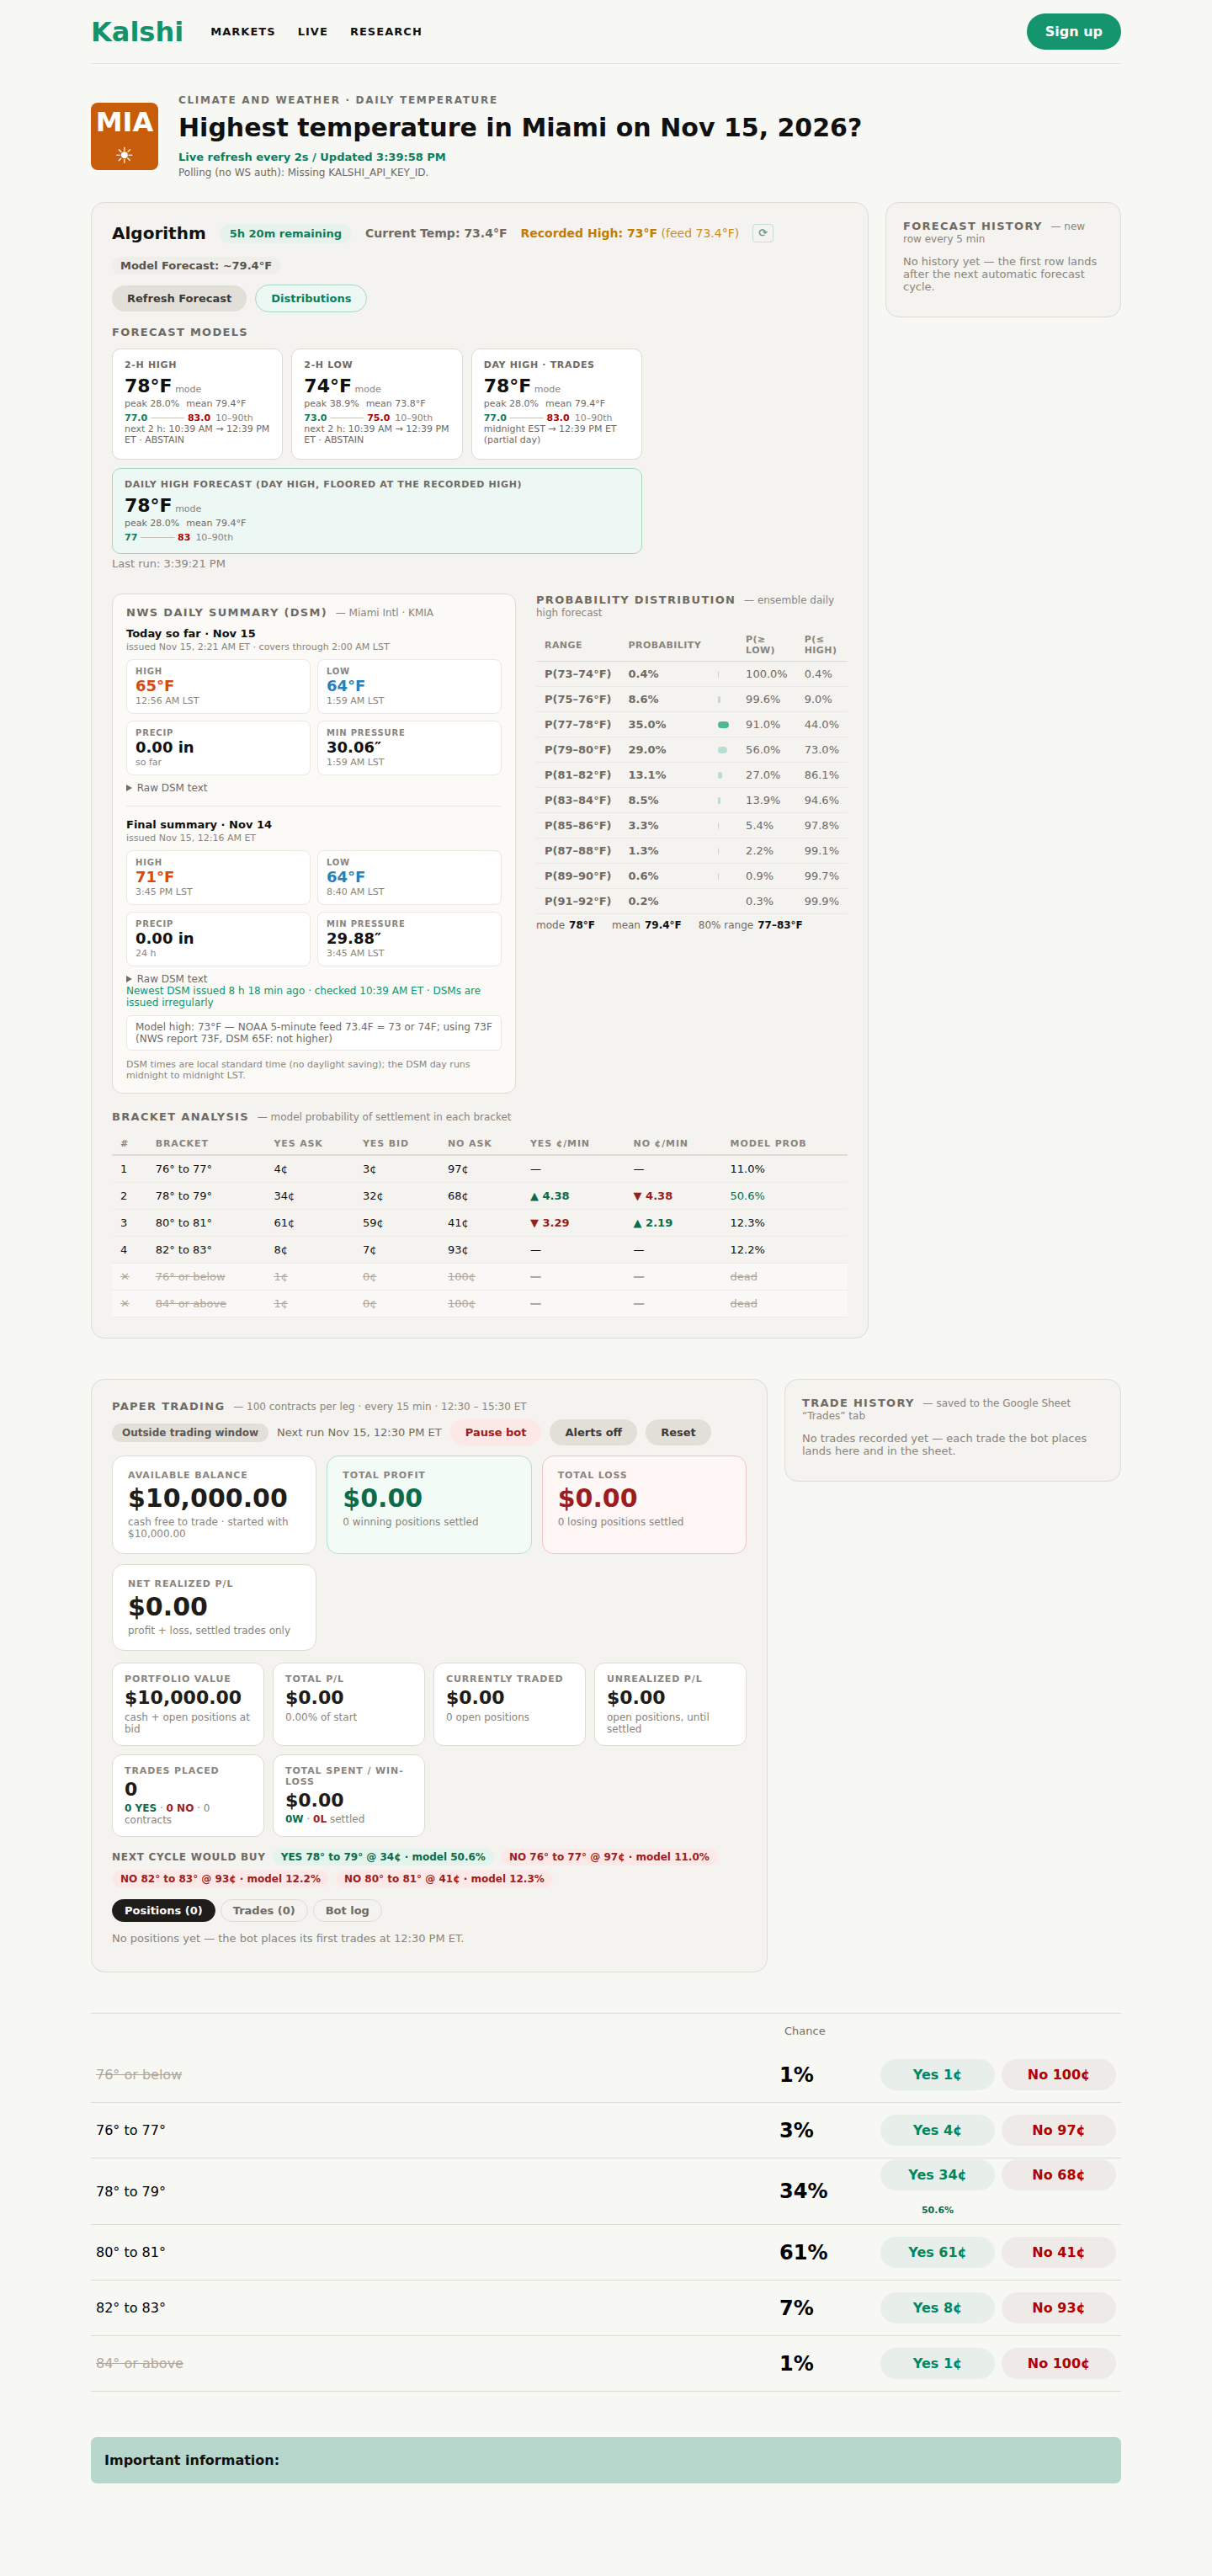 Kalshi MARKETS LIVE RESEARCH Sign up
MIA
CLIMATE AND WEATHER · DAILY TEMPERATURE
Highest temperature in Miami on Nov 15, 2026?
Live refresh every 2s / Updated 3:39:58 PM
Polling (no WS auth): Missing KALSHI_API_KEY_ID.
Algorithm 5h 20m remaining Current Temp: 73.4°F Recorded High: 73°F (feed 73.4°F) ⟳
Model Forecast: ~79.4°F
Refresh Forecast Distributions
FORECAST MODELS
2-H HIGH
78°F mode
peak 28.0% mean 79.4°F
77.0 83.0 10–90th
next 2 h: 10:39 AM → 12:39 PM
ET · ABSTAIN
2-H LOW
74°F mode
peak 38.9% mean 73.8°F
73.0 75.0 10–90th
next 2 h: 10:39 AM → 12:39 PM
ET · ABSTAIN
DAY HIGH · TRADES
78°F mode
peak 28.0% mean 79.4°F
77.0 83.0 10–90th
midnight EST → 12:39 PM ET
(partial day)
DAILY HIGH FORECAST (DAY HIGH, FLOORED AT THE RECORDED HIGH)
78°F mode
peak 28.0% mean 79.4°F
77 83 10–90th
Last run: 3:39:21 PM
FORECAST HISTORY — new
row every 5 min
No history yet — the first row lands
after the next automatic forecast
cycle.
NWS DAILY SUMMARY (DSM) — Miami Intl · KMIA
Today so far · Nov 15
issued Nov 15, 2:21 AM ET · covers through 2:00 AM LST
HIGH
65°F
12:56 AM LST
LOW
64°F
1:59 AM LST
PRECIP
0.00 in
so far
MIN PRESSURE
30.06″
1:59 AM LST
▶ Raw DSM text
Final summary · Nov 14
issued Nov 15, 12:16 AM ET
HIGH
71°F
3:45 PM LST
LOW
64°F
8:40 AM LST
PRECIP
0.00 in
24 h
MIN PRESSURE
29.88″
3:45 AM LST
▶ Raw DSM text
Newest DSM issued 8 h 18 min ago · checked 10:39 AM ET · DSMs are
issued irregularly
Model high: 73°F — NOAA 5-minute feed 73.4F = 73 or 74F; using 73F
(NWS report 73F, DSM 65F: not higher)
DSM times are local standard time (no daylight saving); the DSM day runs
midnight to midnight LST.
PROBABILITY DISTRIBUTION — ensemble daily
high forecast
RANGE PROBABILITY P(≥ LOW) P(≤ HIGH)
P(73–74°F) 0.4% 100.0% 0.4%
P(75–76°F) 8.6% 99.6% 9.0%
P(77–78°F) 35.0% 91.0% 44.0%
P(79–80°F) 29.0% 56.0% 73.0%
P(81–82°F) 13.1% 27.0% 86.1%
P(83–84°F) 8.5% 13.9% 94.6%
P(85–86°F) 3.3% 5.4% 97.8%
P(87–88°F) 1.3% 2.2% 99.1%
P(89–90°F) 0.6% 0.9% 99.7%
P(91–92°F) 0.2% 0.3% 99.9%
mode 78°F mean 79.4°F 80% range 77–83°F
BRACKET ANALYSIS — model probability of settlement in each bracket
# BRACKET YES ASK YES BID NO ASK YES ¢/MIN NO ¢/MIN MODEL PROB
1 76° to 77° 4¢ 3¢ 97¢ — — 11.0%
2 78° to 79° 34¢ 32¢ 68¢ ▲ 4.38 ▼ 4.38 50.6%
3 80° to 81° 61¢ 59¢ 41¢ ▼ 3.29 ▲ 2.19 12.3%
4 82° to 83° 8¢ 7¢ 93¢ — — 12.2%
✕ 76° or below 1¢ 0¢ 100¢ — — dead
✕ 84° or above 1¢ 0¢ 100¢ — — dead
PAPER TRADING — 100 contracts per leg · every 15 min · 12:30 – 15:30 ET
Outside trading window Next run Nov 15, 12:30 PM ET Pause bot Alerts off Reset
AVAILABLE BALANCE
$10,000.00
cash free to trade · started with
$10,000.00
TOTAL PROFIT
$0.00
0 winning positions settled
TOTAL LOSS
$0.00
0 losing positions settled
NET REALIZED P/L
$0.00
profit + loss, settled trades only
PORTFOLIO VALUE
$10,000.00
cash + open positions at
bid
TOTAL P/L
$0.00
0.00% of start
CURRENTLY TRADED
$0.00
0 open positions
UNREALIZED P/L
$0.00
open positions, until
settled
TRADES PLACED
0
0 YES · 0 NO · 0
contracts
TOTAL SPENT / WIN-
LOSS
$0.00
0W · 0L settled
NEXT CYCLE WOULD BUY YES 78° to 79° @ 34¢ · model 50.6% NO 76° to 77° @ 97¢ · model 11.0%
NO 82° to 83° @ 93¢ · model 12.2% NO 80° to 81° @ 41¢ · model 12.3%
Positions (0) Trades (0) Bot log
No positions yet — the bot places its first trades at 12:30 PM ET.
TRADE HISTORY — saved to the Google Sheet
“Trades” tab
No trades recorded yet — each trade the bot places
lands here and in the sheet.
Chance
76° or below 1% Yes 1¢ No 100¢
76° to 77° 3% Yes 4¢ No 97¢
78° to 79° 34% Yes 34¢ No 68¢
50.6%
80° to 81° 61% Yes 61¢ No 41¢
82° to 83° 7% Yes 8¢ No 93¢
84° or above 1% Yes 1¢ No 100¢
Important information: